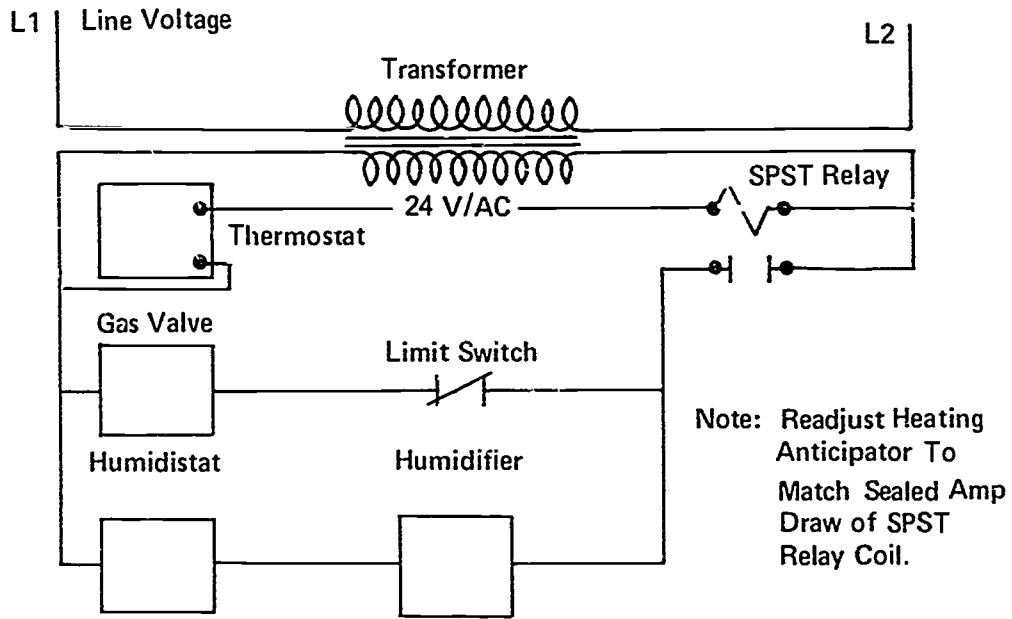 L1 Line Voltage
L2
Transformer
SPST Relay
24 V/AC
Thermostat
Gas Valve
Limit Switch
Humidistat
Humidifier
Note: Readjust Heating
Anticipator To
Match Sealed Amp
Draw of SPST
Relay Coil.